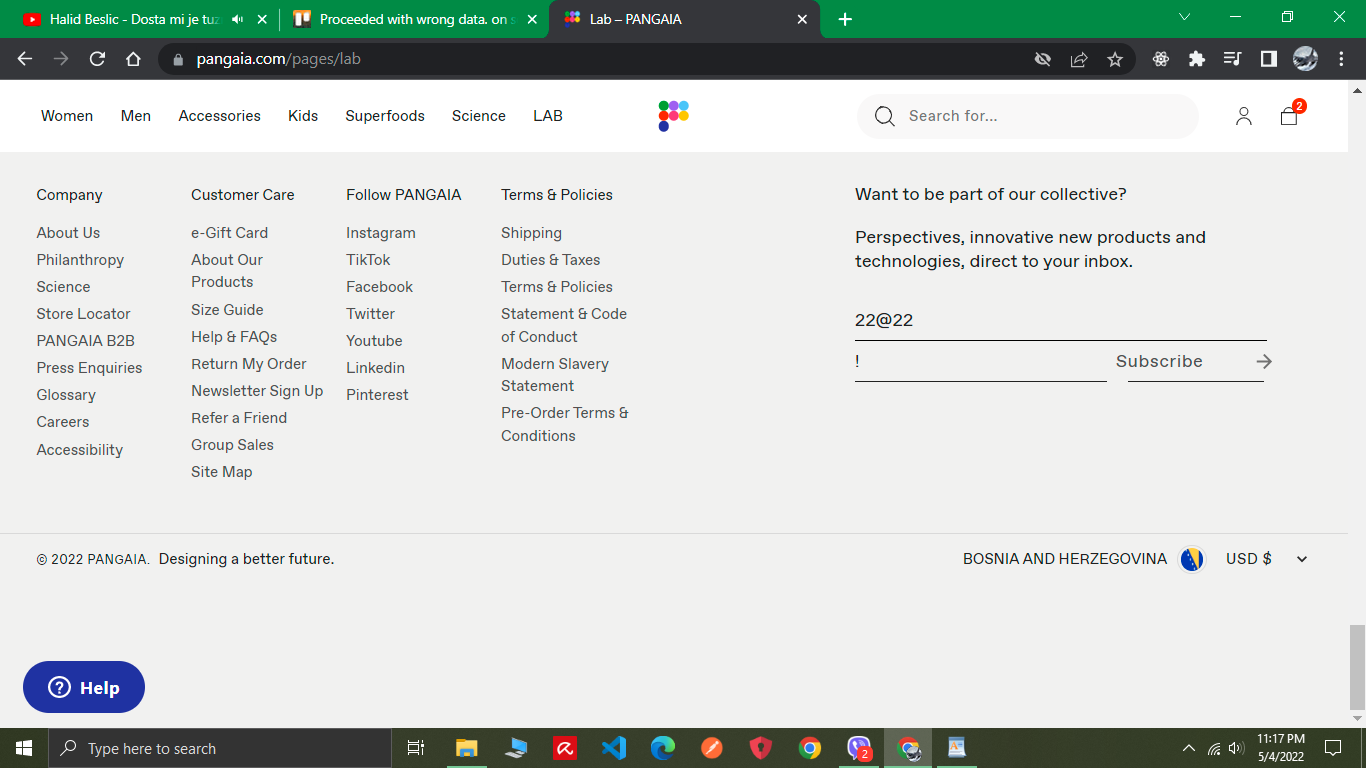 Halid Beslic - Dosta mi je tuz
Proceeded with wrong data. on s
Lab – PANGAIA
pangaia.com/pages/lab
Women Men Accessories Kids Superfoods Science LAB
Search for...
2
Company
About Us
Philanthropy
Science
Store Locator
PANGAIA B2B
Press Enquiries
Glossary
Careers
Accessibility
Customer Care
e-Gift Card
About Our
Products
Size Guide
Help & FAQs
Return My Order
Newsletter Sign Up
Refer a Friend
Group Sales
Site Map
Follow PANGAIA
Instagram
TikTok
Facebook
Twitter
Youtube
Linkedin
Pinterest
Terms & Policies
Shipping
Duties & Taxes
Terms & Policies
Statement & Code
of Conduct
Modern Slavery
Statement
Pre-Order Terms &
Conditions
Want to be part of our collective?
Perspectives, innovative new products and
technologies, direct to your inbox.
22@22
! Subscribe
© 2022 PANGAIA. Designing a better future.
BOSNIA AND HERZEGOVINA USD $
Help
Type here to search
2
11:17 PM
5/4/2022